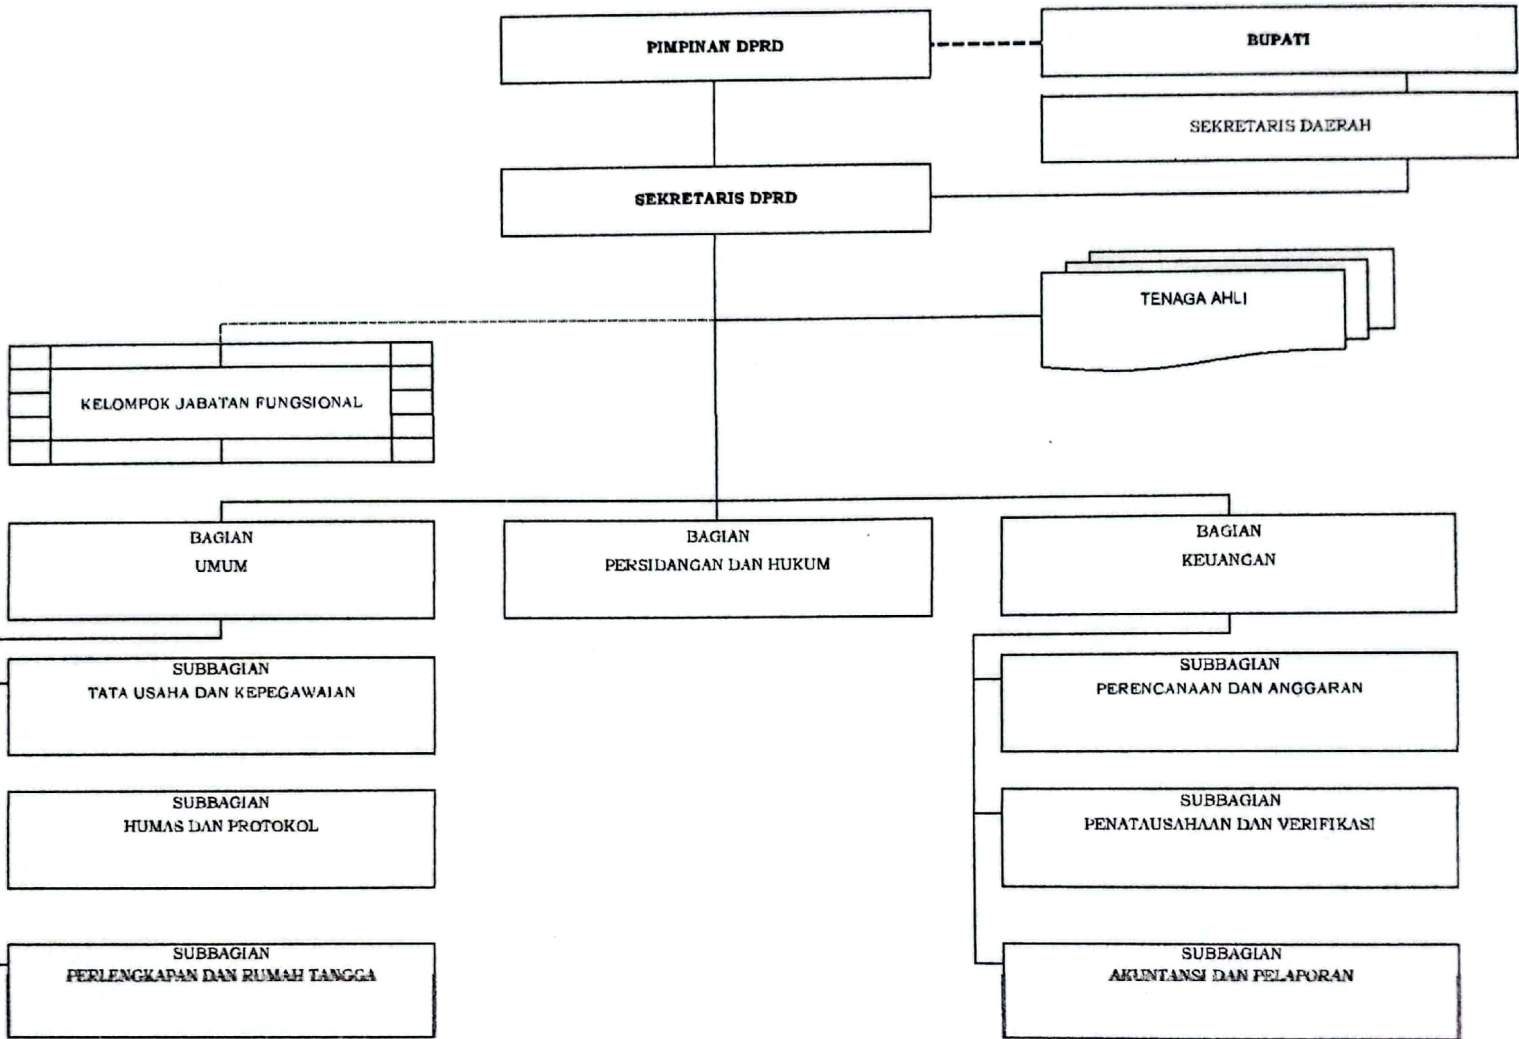 PIMPINAN DPRD
BUPATI
SEKRETARIS DAERAH
SEKRETARIS DPRD
TENAGA AHLI
KELOMPOK JABATAN FUNGSIONAL
BAGIAN
UMUM
BAGIAN
PERSIDANGAN DAN HUKUM
BAGIAN
KEUANGAN
SUBBAGIAN
TATA USAHA DAN KEPEGAWAIAN
SUBBAGIAN
PERENCANAAN DAN ANGGARAN
SUBBAGIAN
HUMAS DAN PROTOKOL
SUBBAGIAN
PENATAUSAHAAN DAN VERIFIKASI
SUBBAGIAN
PERLENGKAPAN DAN RUMAH TANGGA
SUBBAGIAN
AKUNTANSI DAN PELAPORAN